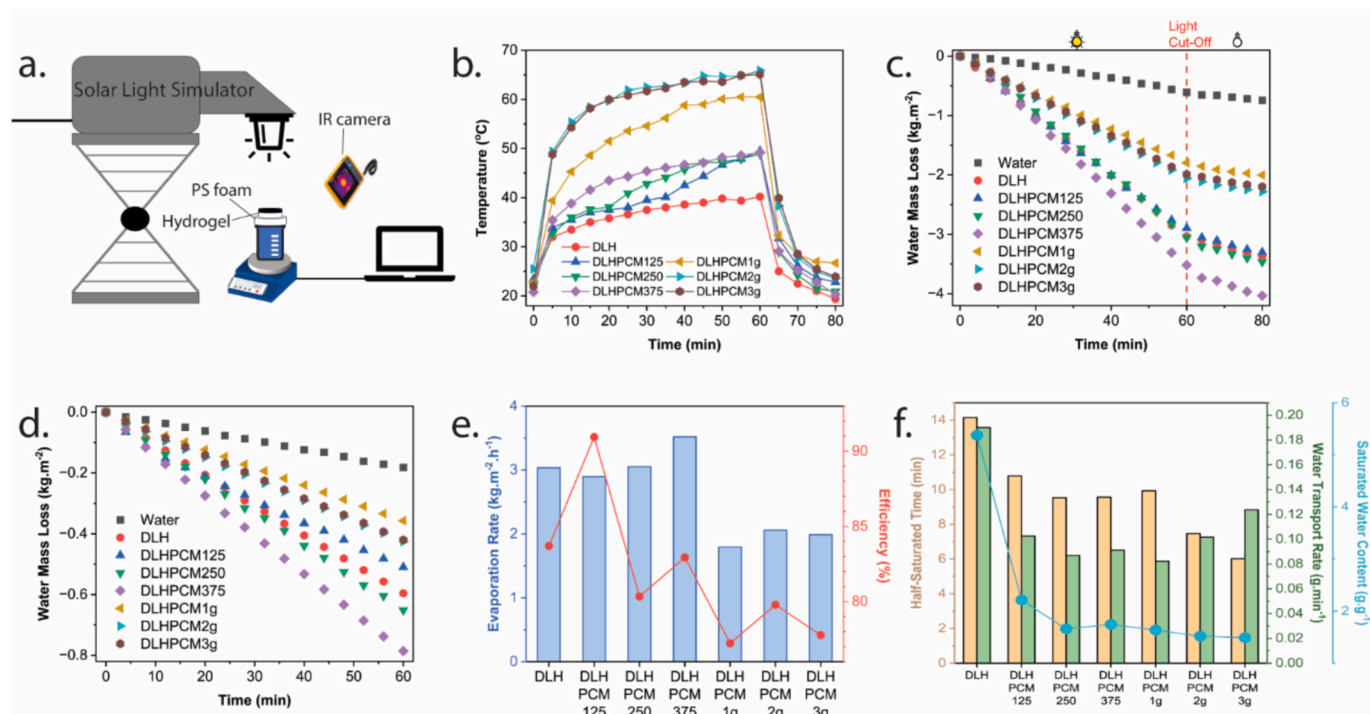 a.
Solar Light Simulator
IR camera
PS foam
Hydrogel
b.
70
60
50
40
30
20
Temperature (°C)
DLH
DLHPCM125
DLHPCM1g
DLHPCM250
DLHPCM2g
DLHPCM375
DLHPCM3g
0 10 20 30 40 50 60 70 80
Time (min)
c.
Light
Cut-Off
0
−1
−2
−3
−4
Water Mass Loss (kg.m⁻²)
Water
DLH
DLHPCM125
DLHPCM250
DLHPCM375
DLHPCM1g
DLHPCM2g
DLHPCM3g
0 20 40 60 80
Time (min)
d.
0.0
−0.2
−0.4
−0.6
−0.8
Water Mass Loss (kg.m⁻²)
Water
DLH
DLHPCM125
DLHPCM250
DLHPCM375
DLHPCM1g
DLHPCM2g
DLHPCM3g
0 10 20 30 40 50 60
Time (min)
e.
4
3
2
1
0
Evaporation Rate (kg.m⁻².h⁻¹)
90
85
80
Efficiency (%)
DLH
DLH PCM 125
DLH PCM 250
DLH PCM 375
DLH PCM 1g
DLH PCM 2g
DLH PCM 3g
f.
14
12
10
8
6
4
2
0
Half-Saturated Time (min)
0.20
0.18
0.16
0.14
0.12
0.10
0.08
0.06
0.04
0.02
0.00
Water Transport Rate (g.min⁻¹)
6
4
2
Saturated Water Content (g.g⁻¹)
DLH
DLH PCM 125
DLH PCM 250
DLH PCM 375
DLH PCM 1g
DLH PCM 2g
DLH PCM 3g